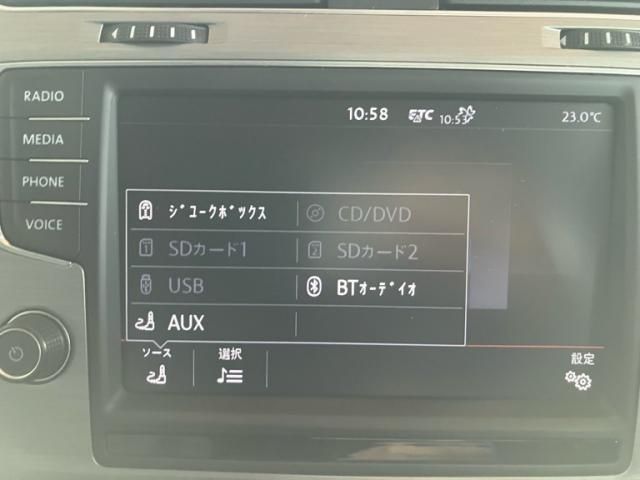 RADIO
MEDIA
PHONE
VOICE
10:58 ETC 10:53 23.0°C
ｼﾞｭｰｸﾎﾞｯｸｽ CD/DVD
SDカード1 SDカード2
USB BTｵｰﾃﾞｨｵ
AUX
ソース 選択 設定